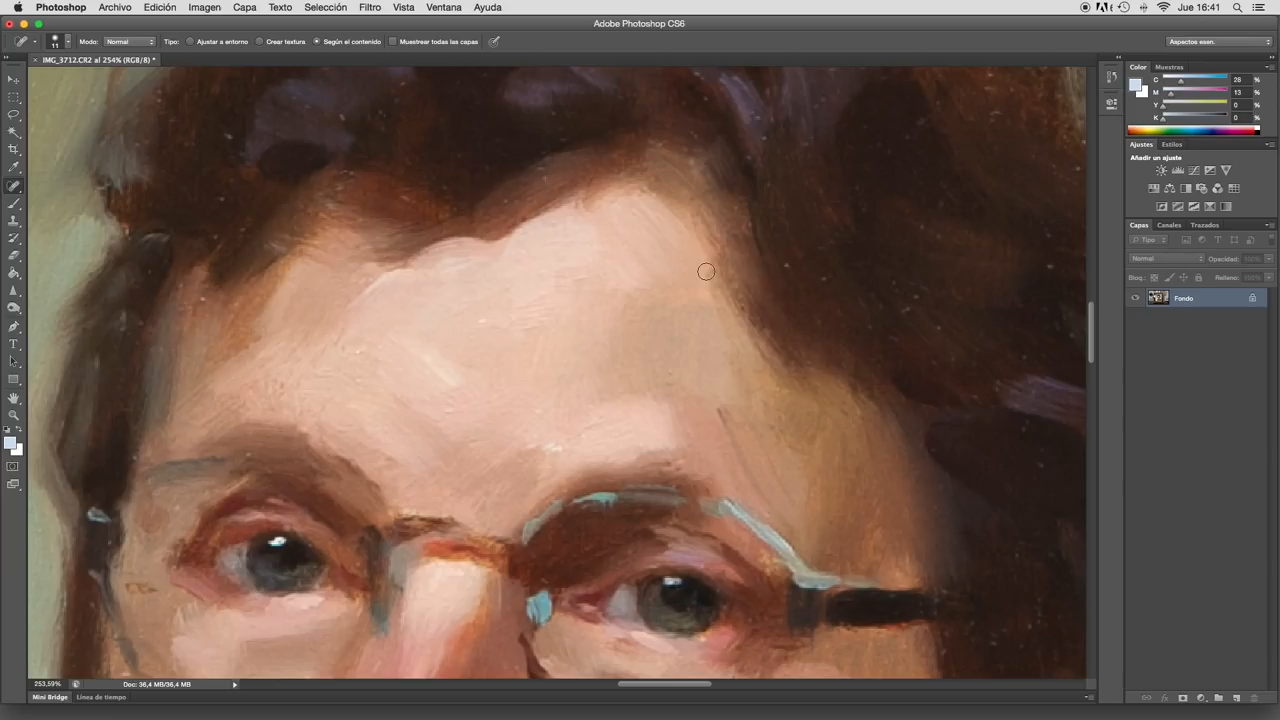 Photoshop Archivo Edición Imagen Capa Texto Selección Filtro Vista Ventana Ayuda Jue 16:41
Adobe Photoshop CS6
11 Modo: Normal Tipo: Ajustar a entorno Crear textura Según el contenido Muestrear todas las capas Aspectos esen.
× IMG_3712.CR2 al 254% (RGB/8) *
Color Muestras
C 28 %
M 13 %
Y 0 %
K 0 %
Ajustes Estilos
Añadir un ajuste
Capas Canales Trazados
Tipo
Normal Opacidad: 100%
Bloq.: Relleno: 100%
Fondo
253,59% Doc: 36,4 MB/36,4 MB
Mini Bridge Línea de tiempo